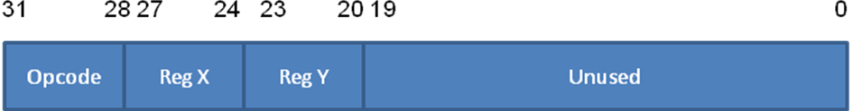 31 28 27 24 23 20 19 0
Opcode Reg X Reg Y Unused